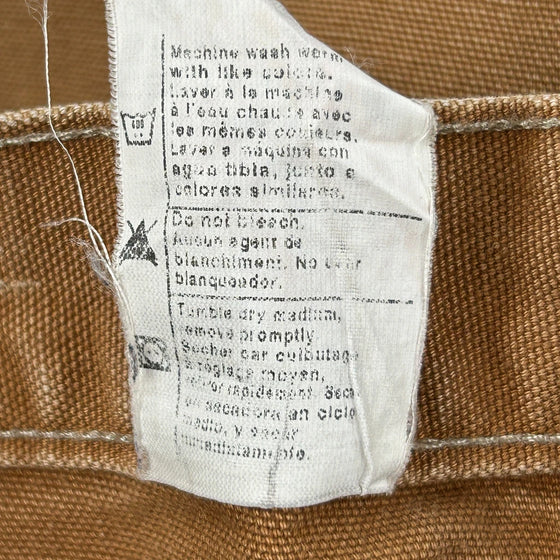 Machine wash warm
with like colors.
Laver à la machine
à l'eau chaude avec
les mêmes couleurs.
Lavar a máquina con
agua tibia, junto a
colores similares.
Do not bleach.
Aucun agent de
blanchiment. No usar
blanqueador.
Tumble dry medium,
remove promptly
Sécher par culbutage
à réglage moyen,
retirer rapidement. Seca
en secadora en ciclo
medio, y secar
inmediatamente.